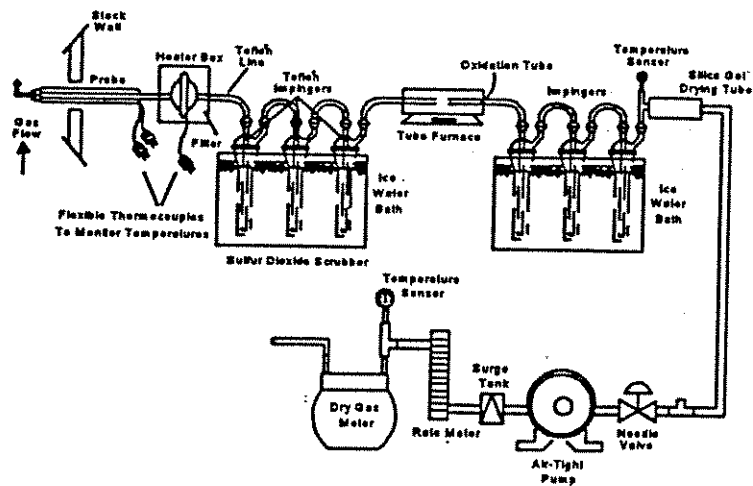 Stack
Wall
Heater Box
Teflon
Line
Probe
Teflon
Impingers
Oxidation Tube
Temperature
Sensor
Silica Gel
Drying Tube
Impingers
Gas
Flow
Filter
Tube Furnace
Ice
Water
Bath
Ice
Water
Bath
Flexible Thermocouples
To Monitor Temperatures
Sulfur Dioxide Scrubber
Temperature
Sensor
Surge
Tank
Dry Gas
Meter
Rate Meter
Needle
Valve
Air-Tight
Pump